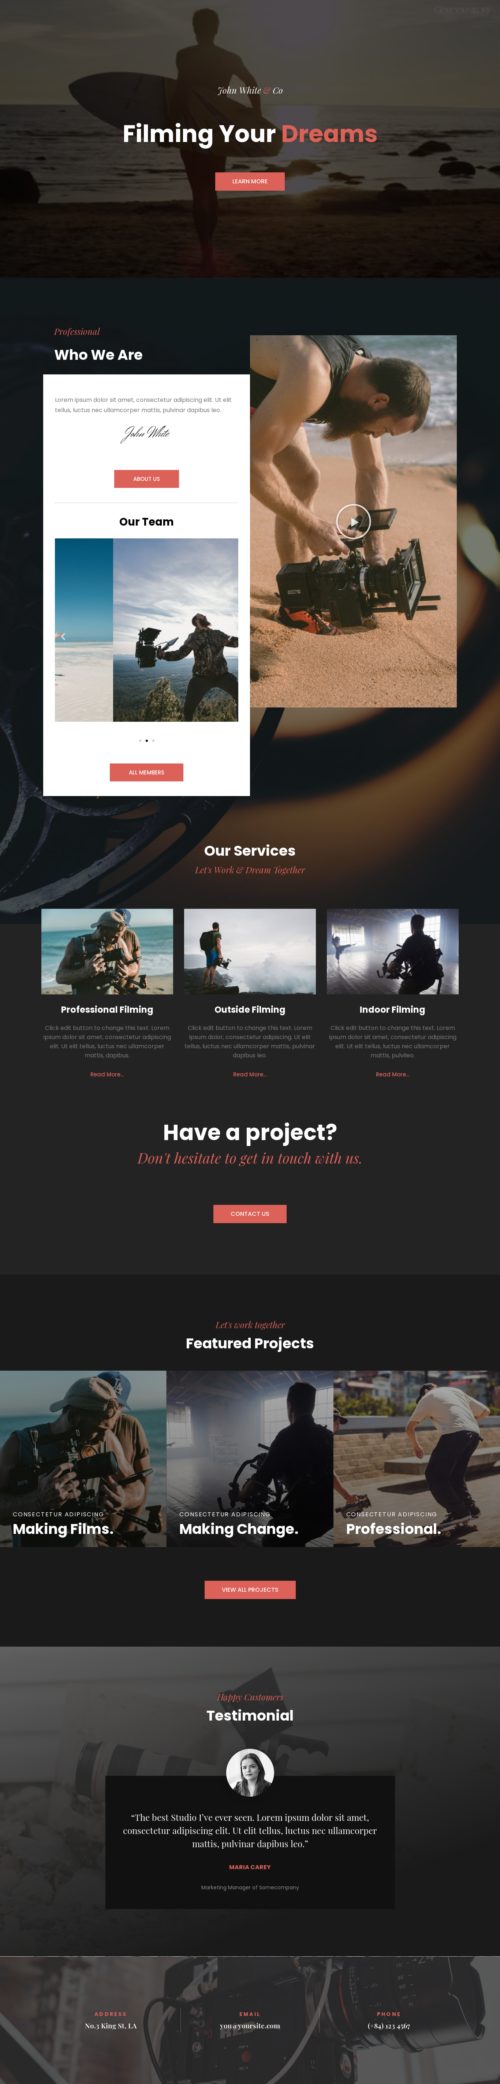 John White & Co
Filming Your Dreams
LEARN MORE
Professional
Who We Are
Lorem ipsum dolor sit amet, consectetur adipiscing elit. Ut elit
tellus, luctus nec ullamcorper mattis, pulvinar dapibus leo.
John White
ABOUT US
Our Team
ALL MEMBERS
Our Services
Let's Work & Dream Together
Professional Filming
Click edit button to change this text. Lorem
ipsum dolor sit amet, consectetur adipiscing
elit. Ut elit tellus, luctus nec ullamcorper
mattis, dapibus.
Read More..
Outside Filming
Click edit button to change this text. Lorem
ipsum dolor, consectetur adipiscing. Ut elit
tellus, luctus nec ullamcorper mattis, pulvinar
dapibus leo.
Read More..
Indoor Filming
Click edit button to change this text. Lorem
ipsum dolor sit amet, consectetur adipiscing
elit. Ut elit tellus, luctus nec ullamcorper
mattis, pulvileo.
Read More..
Have a project?
Don't hesitate to get in touch with us.
CONTACT US
Let's work together
Featured Projects
CONSECTETUR ADIPISCING
Making Films.
CONSECTETUR ADIPISCING
Making Change.
CONSECTETUR ADIPISCING
Professional.
VIEW ALL PROJECTS
Happy Customers
Testimonial
“The best Studio I’ve ever seen. Lorem ipsum dolor sit amet,
consectetur adipiscing elit. Ut elit tellus, luctus nec ullamcorper
mattis, pulvinar dapibus leo.”
MARIA CAREY
Marketing Manager of Somecompany
ADDRESS
No.3 King St, LA
EMAIL
you@yoursite.com
PHONE
(+84) 123 4567